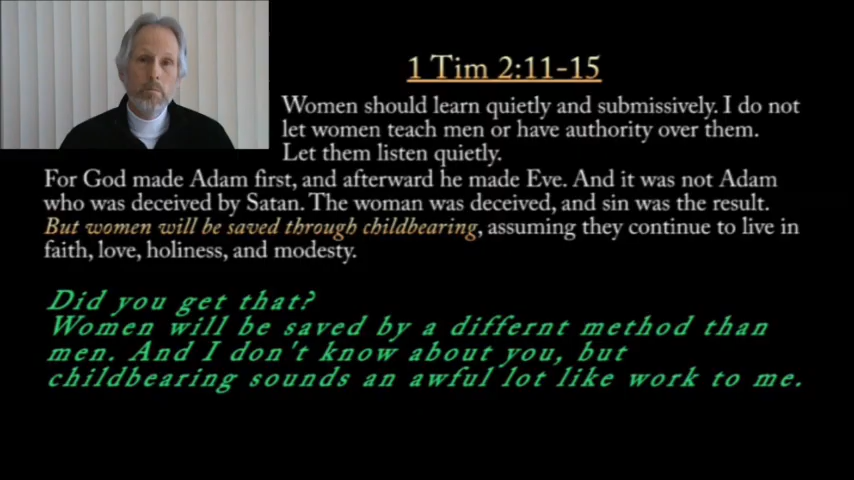 1 Tim 2:11-15
Women should learn quietly and submissively. I do not
let women teach men or have authority over them.
Let them listen quietly.
For God made Adam first, and afterward he made Eve. And it was not Adam
who was deceived by Satan. The woman was deceived, and sin was the result.
But women will be saved through childbearing, assuming they continue to live in
faith, love, holiness, and modesty.
Did you get that?
Women will be saved by a differnt method than
men. And I don't know about you, but
childbearing sounds an awful lot like work to me.